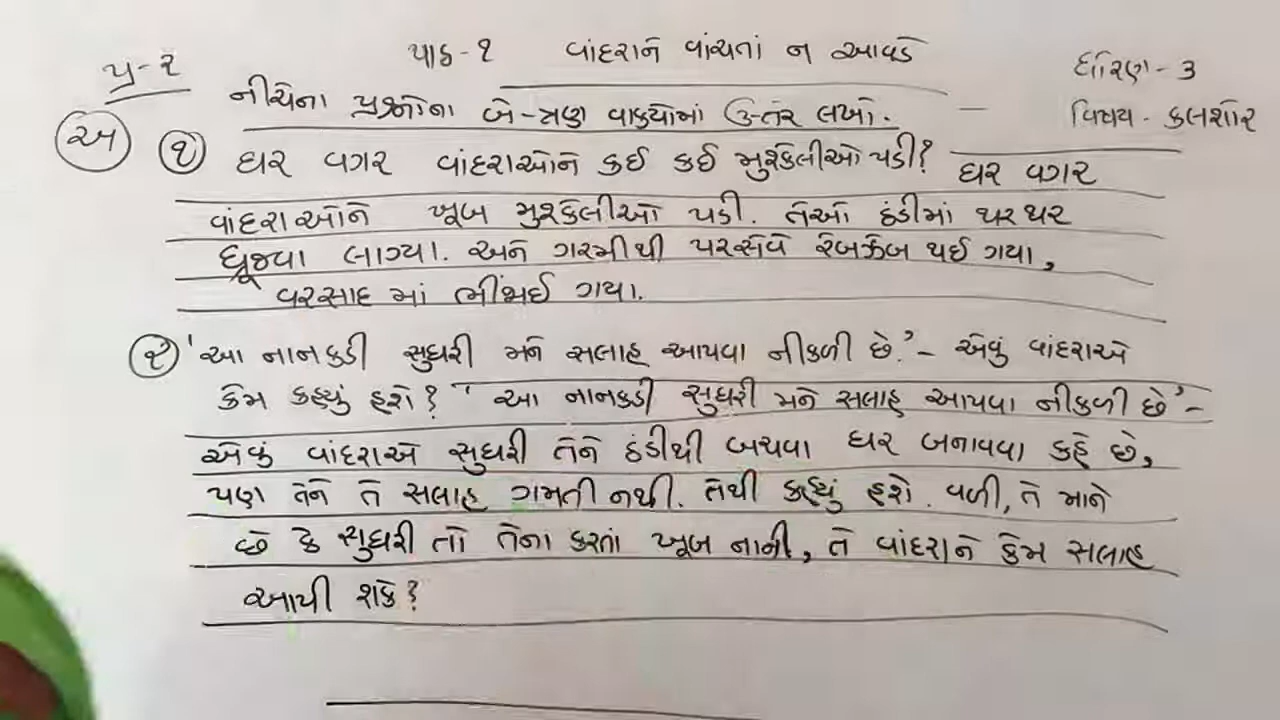 પાઠ-૧ વાંદરાને વાંચતાં ન આવડે
ધોરણ - 3
પ્ર-ર
નીચેના પ્રશ્નોના બે-ત્રણ વાક્યોમાં ઉત્તર લખો.
વિષય - કલશોર
અ ૧ ઘર વગર વાંદરાઓને કઈ કઈ મુશ્કેલીઓ પડી? ઘર વગર
વાંદરાઓને ખૂબ મુશ્કેલીઓ પડી. તેઓ ઠંડીમાં થરથર
ધ્રૂજવા લાગ્યા. અને ગરમીથી પરસેવે રેબઝેબ થઈ ગયા,
વરસાદ માં ભીંજાઈ ગયા.
૨ 'આ નાનકડી સુઘરી મને સલાહ આપવા નીકળી છે.' - એવું વાંદરાએ
કેમ કહ્યું હશે? 'આ નાનકડી સુઘરી મને સલાહ આપવા નીકળી છે' -
એવું વાંદરાએ સુઘરી તેને ઠંડીથી બચવા ઘર બનાવવા કહે છે,
પણ તેને તે સલાહ ગમતી નથી. તેથી કહ્યું હશે. વળી, તે માને
છે કે સુઘરી તો તેના કરતાં ખૂબ નાની, તે વાંદરાને કેમ સલાહ
આપી શકે?